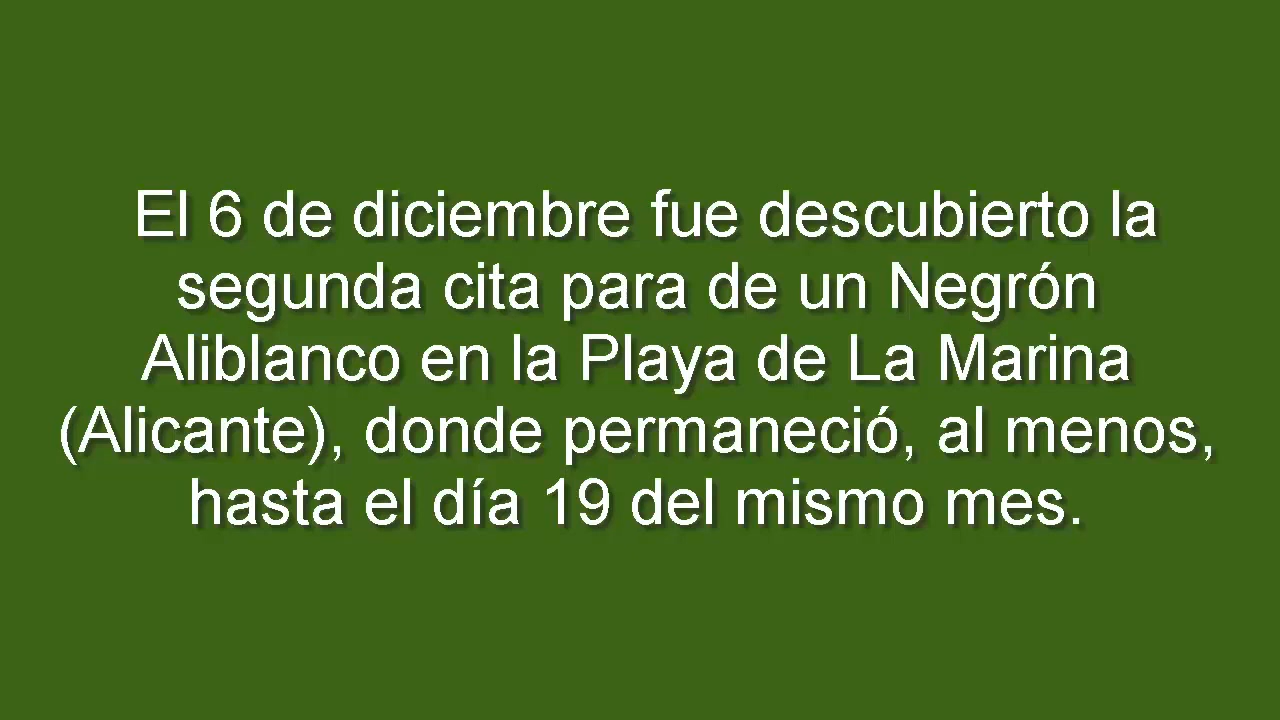 El 6 de diciembre fue descubierto la
segunda cita para de un Negrón
Aliblanco en la Playa de La Marina
(Alicante), donde permaneció, al menos,
hasta el día 19 del mismo mes.